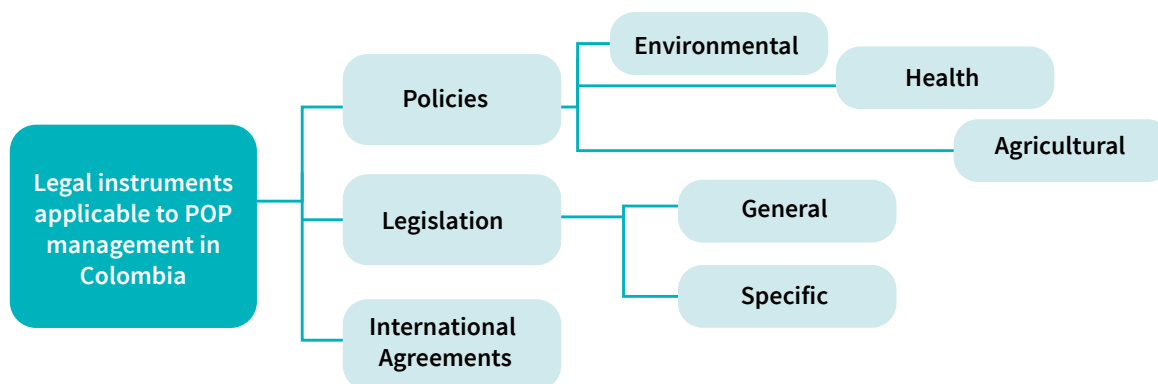 Legal instruments
applicable to POP
management in
Colombia
Policies
Environmental
Health
Agricultural
Legislation
General
Specific
International
Agreements